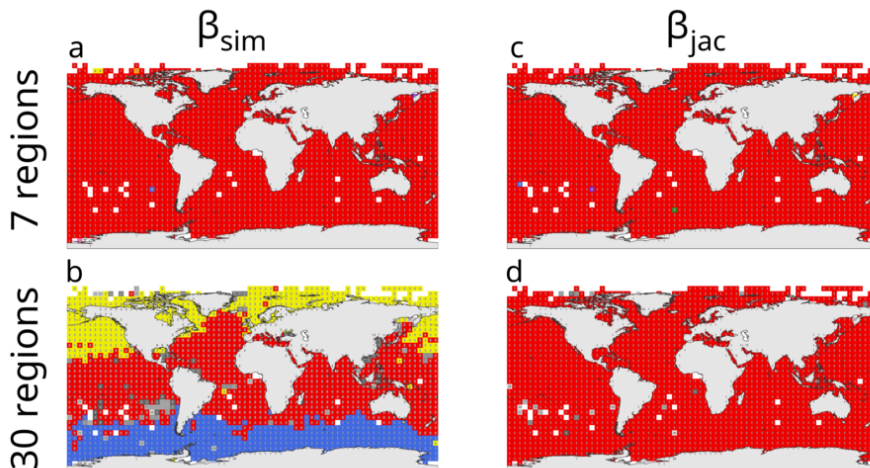 β_sim
β_jac
7 regions
a
c
30 regions
b
d